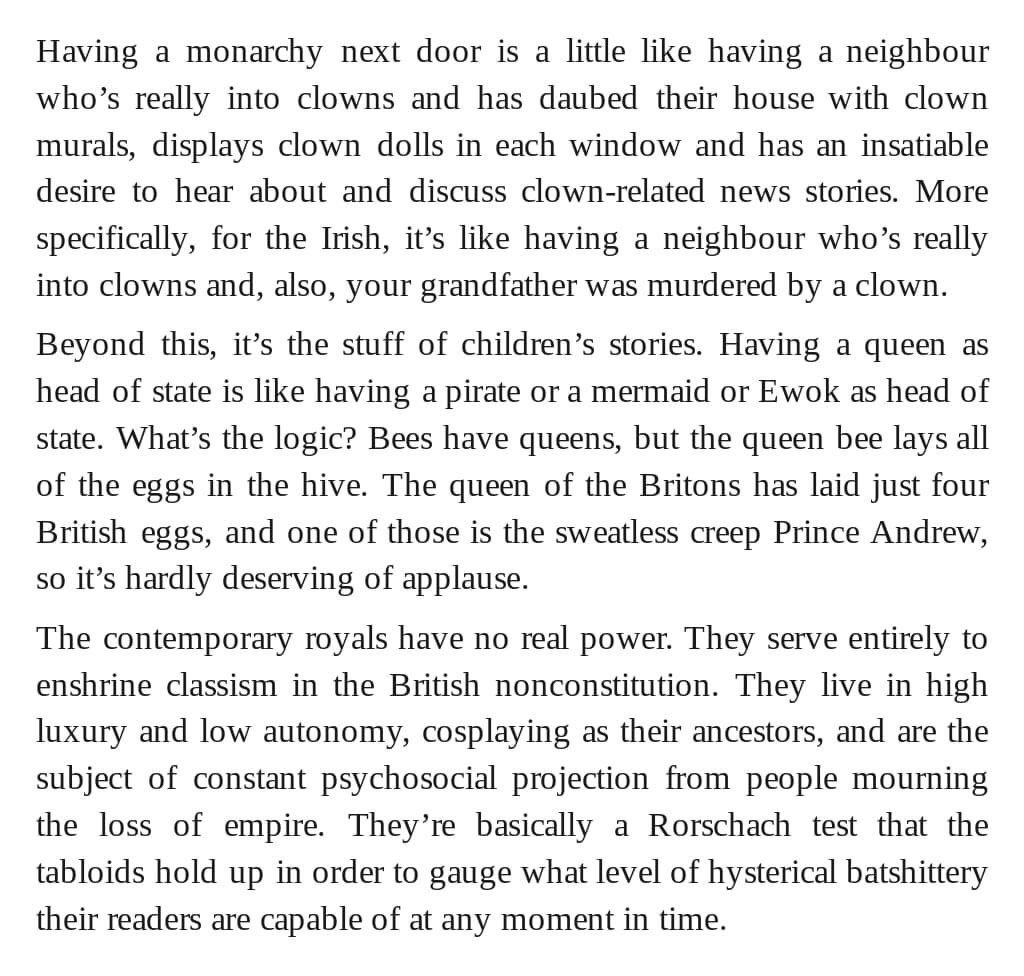 Having a monarchy next door is a little like having a neighbour
who’s really into clowns and has daubed their house with clown
murals, displays clown dolls in each window and has an insatiable
desire to hear about and discuss clown-related news stories. More
specifically, for the Irish, it’s like having a neighbour who’s really
into clowns and, also, your grandfather was murdered by a clown.
Beyond this, it’s the stuff of children’s stories. Having a queen as
head of state is like having a pirate or a mermaid or Ewok as head of
state. What’s the logic? Bees have queens, but the queen bee lays all
of the eggs in the hive. The queen of the Britons has laid just four
British eggs, and one of those is the sweatless creep Prince Andrew,
so it’s hardly deserving of applause.
The contemporary royals have no real power. They serve entirely to
enshrine classism in the British nonconstitution. They live in high
luxury and low autonomy, cosplaying as their ancestors, and are the
subject of constant psychosocial projection from people mourning
the loss of empire. They’re basically a Rorschach test that the
tabloids hold up in order to gauge what level of hysterical batshittery
their readers are capable of at any moment in time.